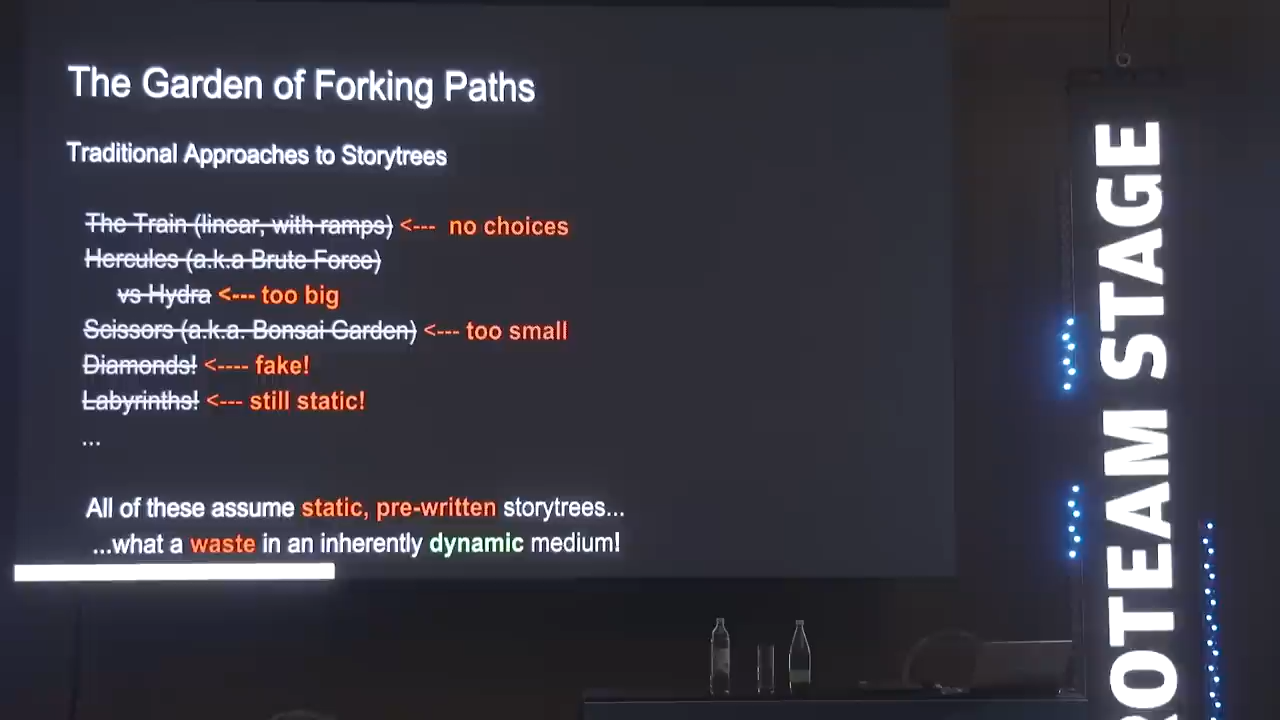 The Garden of Forking Paths
Traditional Approaches to Storytrees
The Train (linear, with ramps) <--- no choices
Hercules (a.k.a Brute Force)
vs Hydra <--- too big
Scissors (a.k.a. Bonsai Garden) <--- too small
Diamonds! <---- fake!
Labyrinths! <--- still static!
...
All of these assume static, pre-written storytrees...
...what a waste in an inherently dynamic medium!
OTEAM STAGE